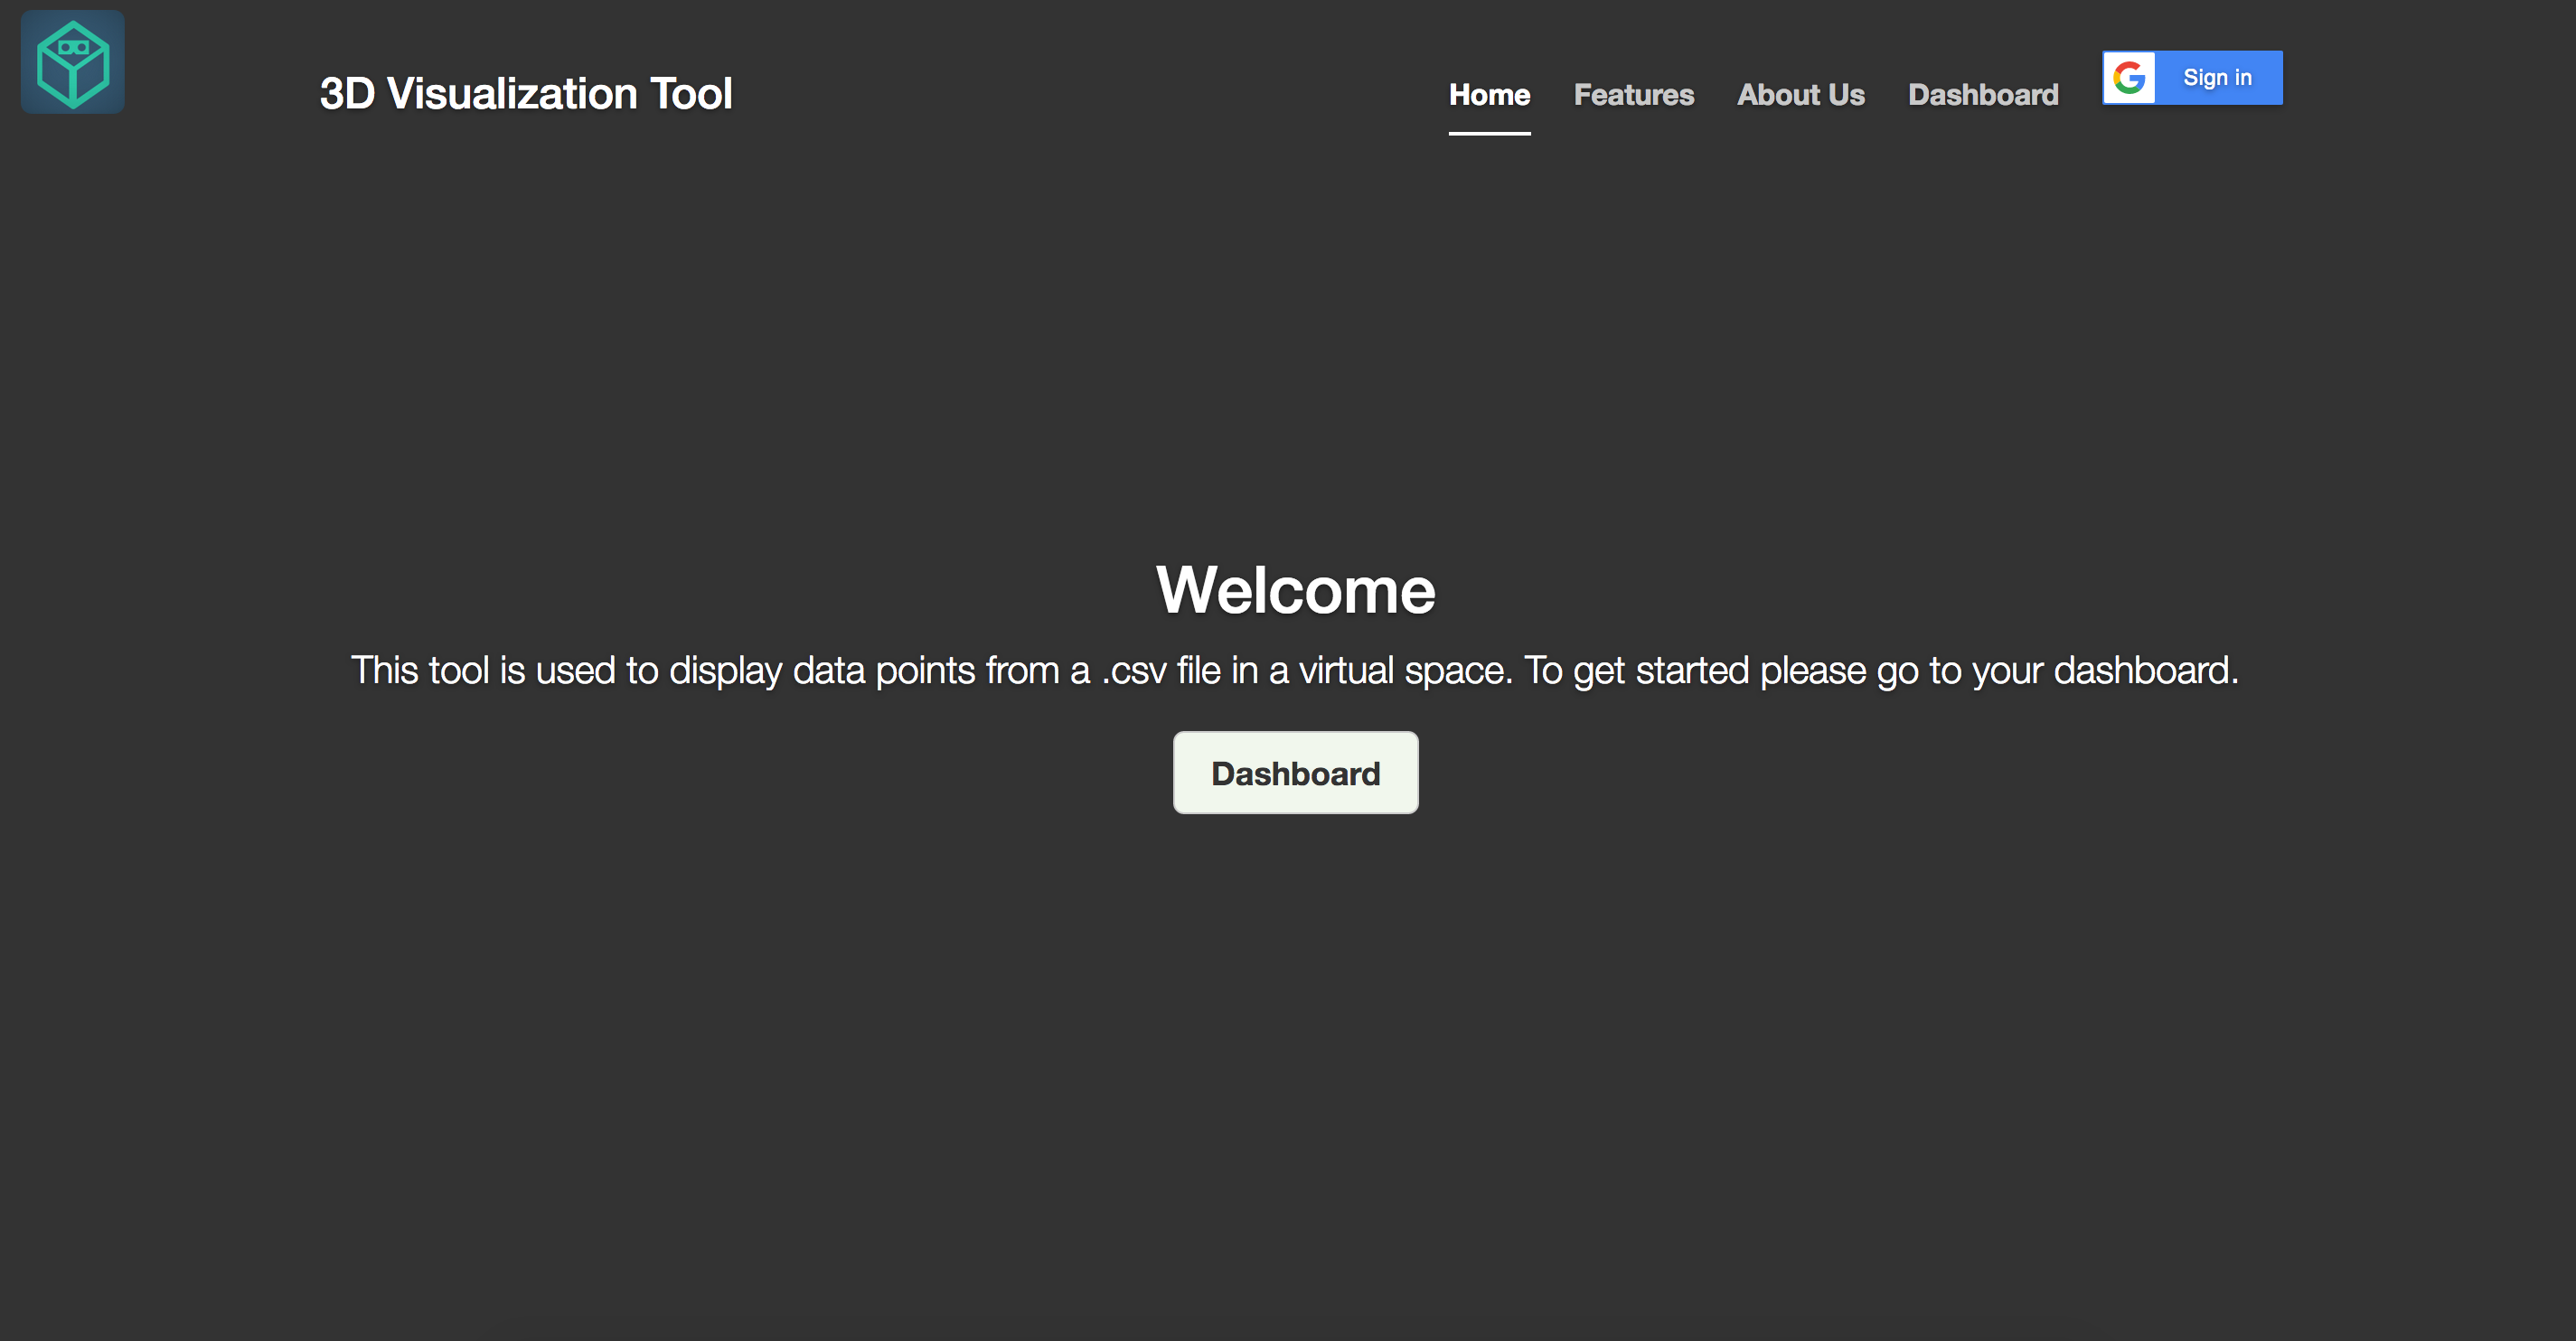 3D Visualization Tool
Home Features About Us Dashboard Sign in
Welcome
This tool is used to display data points from a .csv file in a virtual space. To get started please go to your dashboard.
Dashboard